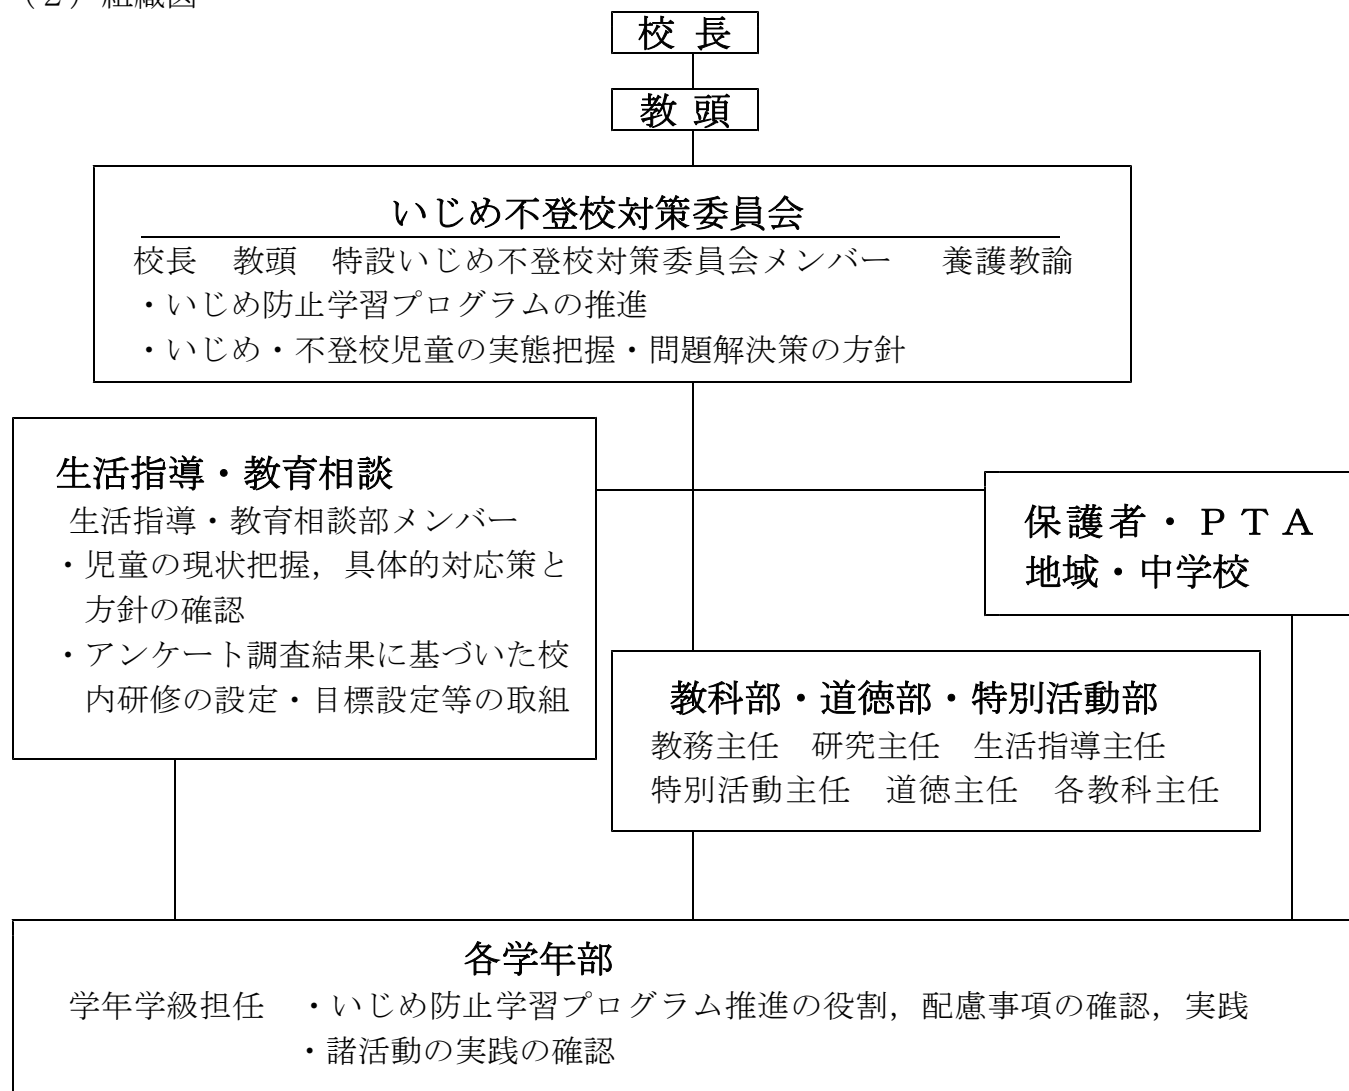 (2) 組織図
校 長
教 頭
いじめ不登校対策委員会
校長　教頭　特設いじめ不登校対策委員会メンバー　養護教諭
・いじめ防止学習プログラムの推進
・いじめ・不登校児童の実態把握・問題解決策の方針
生活指導・教育相談
生活指導・教育相談部メンバー
・児童の現状把握，具体的対応策と
方針の確認
・アンケート調査結果に基づいた校
内研修の設定・目標設定等の取組
保護者・ＰＴＡ
地域・中学校
教科部・道徳部・特別活動部
教務主任　研究主任　生活指導主任
特別活動主任　道徳主任　各教科主任
各学年部
学年学級担任　・いじめ防止学習プログラム推進の役割，配慮事項の確認，実践
・諸活動の実践の確認